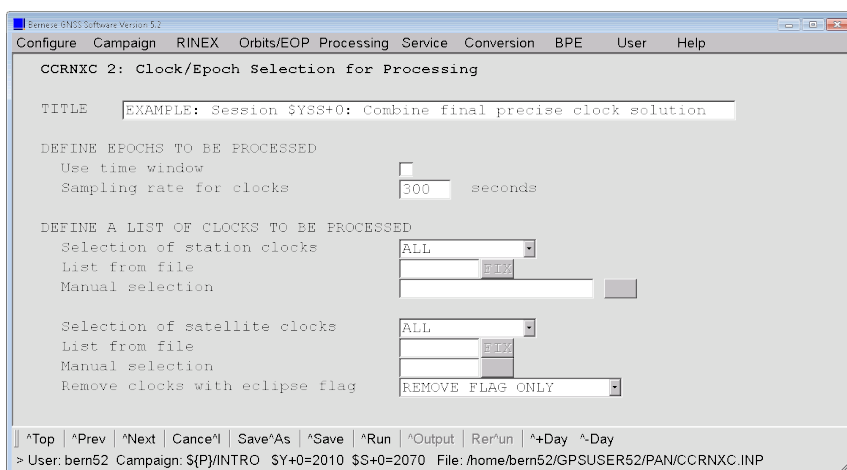 Bernese GNSS Software Version 5.2
Configure Campaign RINEX Orbits/EOP Processing Service Conversion BPE User Help
CCRNXC 2: Clock/Epoch Selection for Processing
TITLE EXAMPLE: Session $YSS+0: Combine final precise clock solution
DEFINE EPOCHS TO BE PROCESSED
Use time window
Sampling rate for clocks 300 seconds
DEFINE A LIST OF CLOCKS TO BE PROCESSED
Selection of station clocks ALL
List from file FIX
Manual selection
Selection of satellite clocks ALL
List from file FIX
Manual selection
Remove clocks with eclipse flag REMOVE FLAG ONLY
^Top ^Prev ^Next Cance^l Save^As ^Save ^Run ^Output Rer^un ^+Day ^-Day
> User: bern52 Campaign: ${P}/INTRO $Y+0=2010 $S+0=2070 File: /home/bern52/GPSUSER52/PAN/CCRNXC.INP